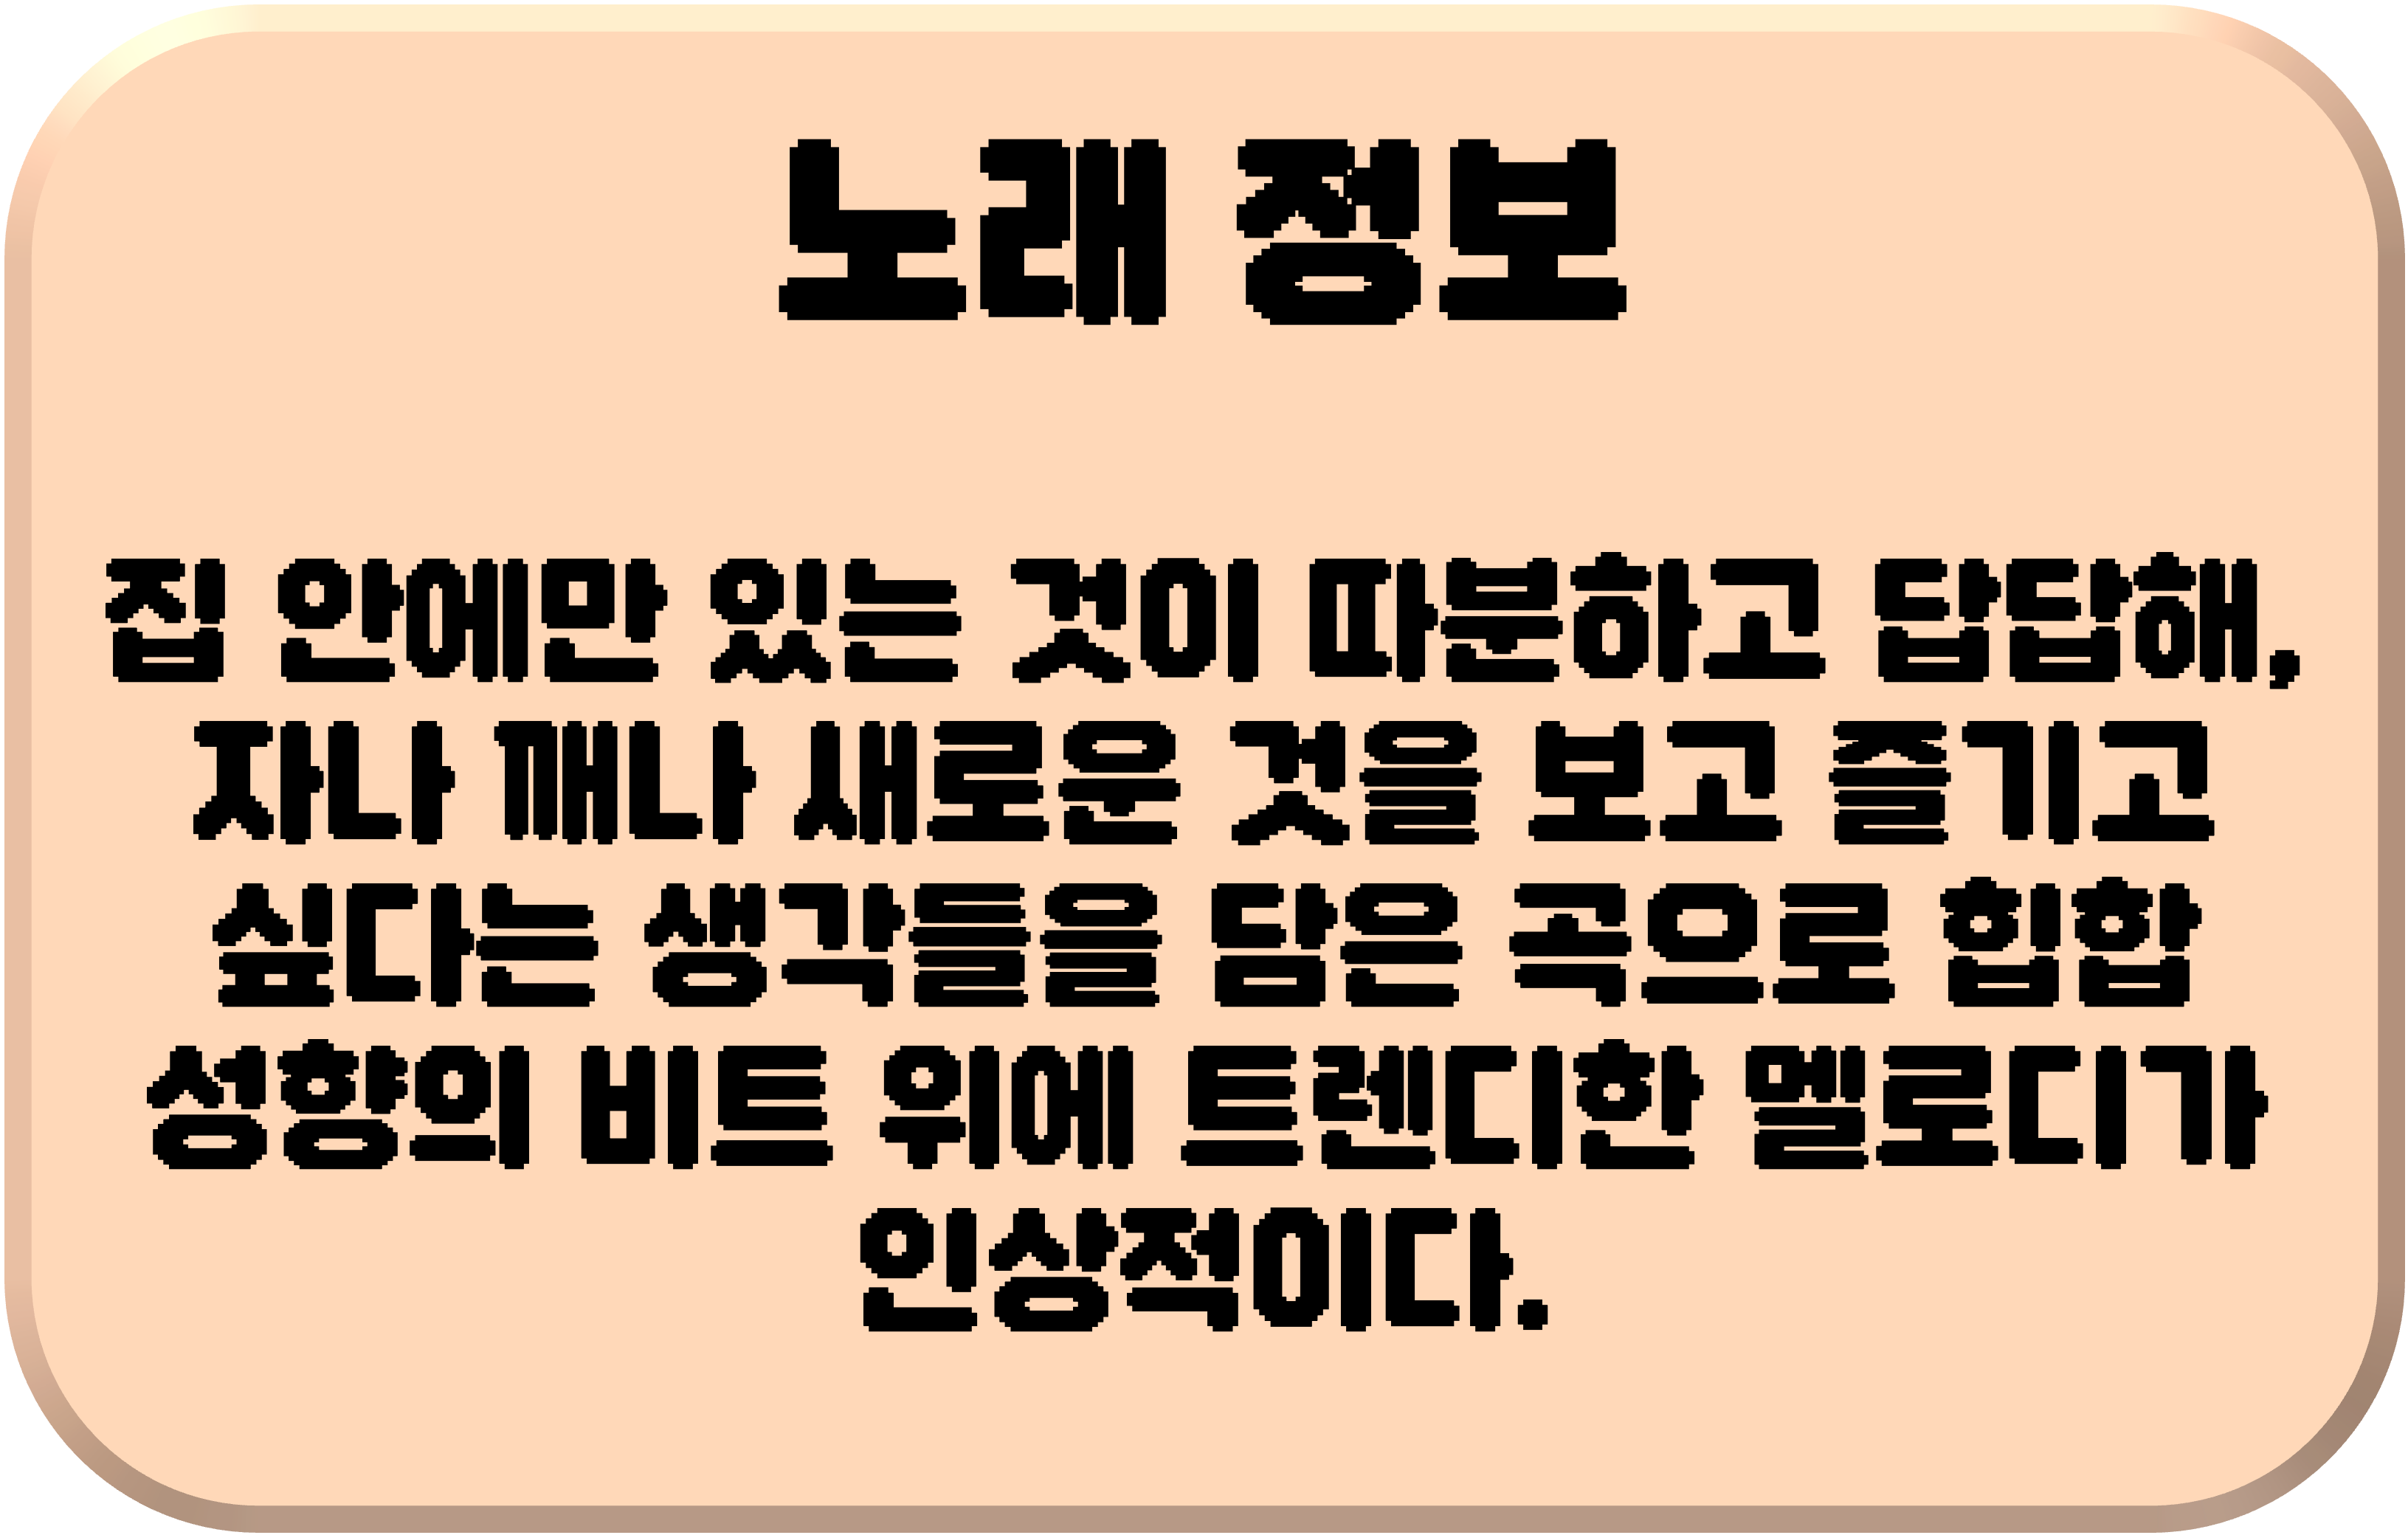 노래 정보
집 안에만 있는 것이 따분하고 답답해,
자나 깨나 새로운 것을 보고 즐기고
싶다는 생각들을 담은 곡으로 힙합
성향의 비트 위에 트렌디한 멜로디가
인상적이다.